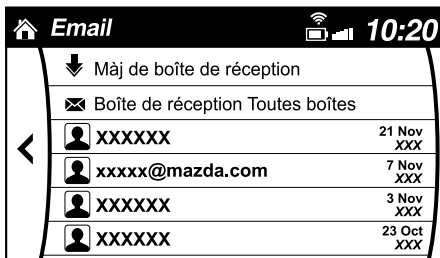 Email 10:20
Màj de boîte de réception
Boîte de réception Toutes boîtes
XXXXXX 21 Nov XXX
xxxxx@mazda.com 7 Nov XXX
XXXXXX 3 Nov XXX
XXXXXX 23 Oct XXX